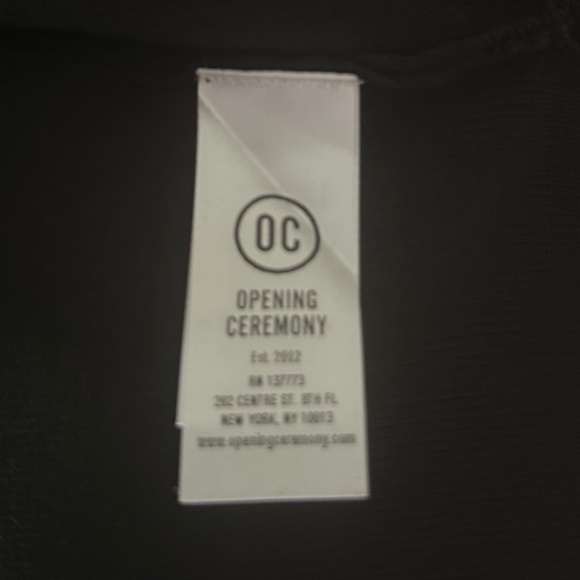 OC
OPENING
CEREMONY
Est. 2002
RN 137773
202 CENTRE ST. 6TH FL
NEW YORK, NY 10013
www.openingceremony.com